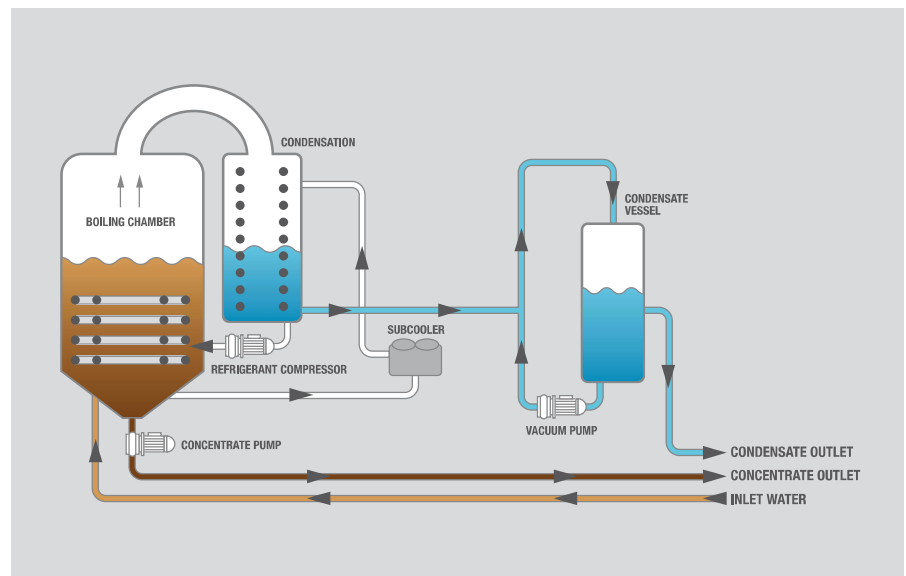 CONDENSATION
BOILING CHAMBER
CONDENSATE
VESSEL
SUBCOOLER
REFRIGERANT COMPRESSOR
VACUUM PUMP
CONCENTRATE PUMP
CONDENSATE OUTLET
CONCENTRATE OUTLET
INLET WATER